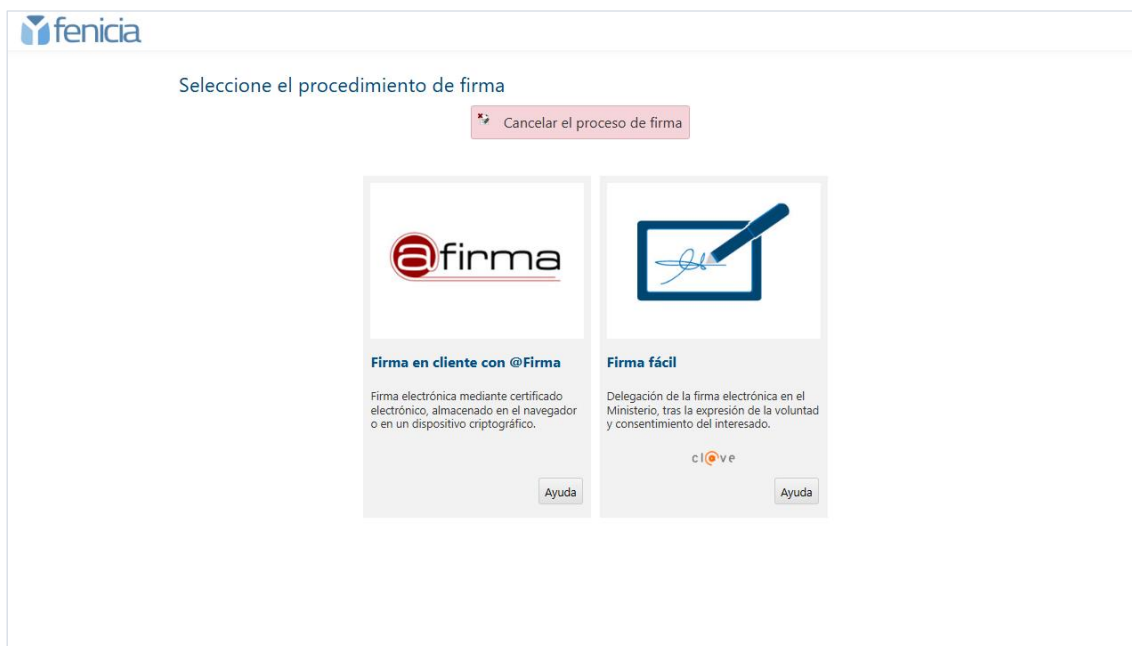 fenicia
Seleccione el procedimiento de firma
Cancelar el proceso de firma
@firma
Firma en cliente con @Firma
Firma electrónica mediante certificado
electrónico, almacenado en el navegador
o en un dispositivo criptográfico.
Ayuda
Firma fácil
Delegación de la firma electrónica en el
Ministerio, tras la expresión de la voluntad
y consentimiento del interesado.
cl@ve
Ayuda